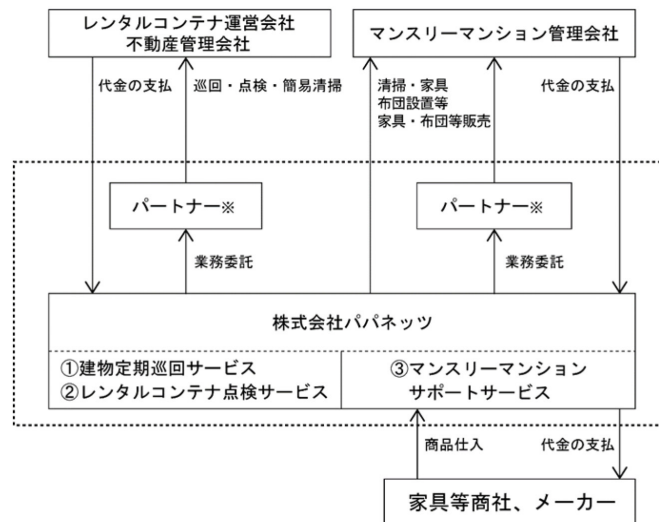 レンタルコンテナ運営会社
不動産管理会社
マンスリーマンション管理会社
代金の支払
巡回・点検・簡易清掃
清掃・家具
布団設置等
家具・布団等販売
代金の支払
パートナー※
パートナー※
業務委託
業務委託
株式会社パパネッツ
①建物定期巡回サービス
②レンタルコンテナ点検サービス
③マンスリーマンション
サポートサービス
商品仕入
代金の支払
家具等商社、メーカー